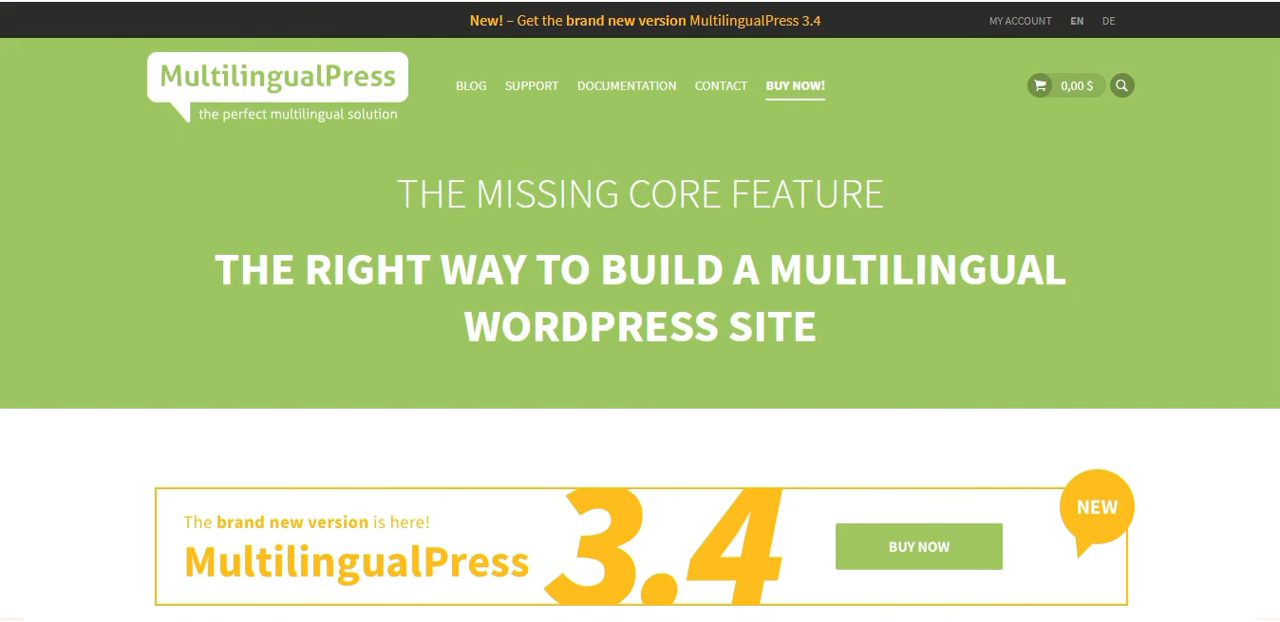 New! – Get the brand new version MultilingualPress 3.4
MY ACCOUNT EN DE
MultilingualPress
the perfect multilingual solution
BLOG SUPPORT DOCUMENTATION CONTACT BUY NOW!
0,00 $
THE MISSING CORE FEATURE
THE RIGHT WAY TO BUILD A MULTILINGUAL
WORDPRESS SITE
The brand new version is here!
MultilingualPress
3.4
BUY NOW
NEW